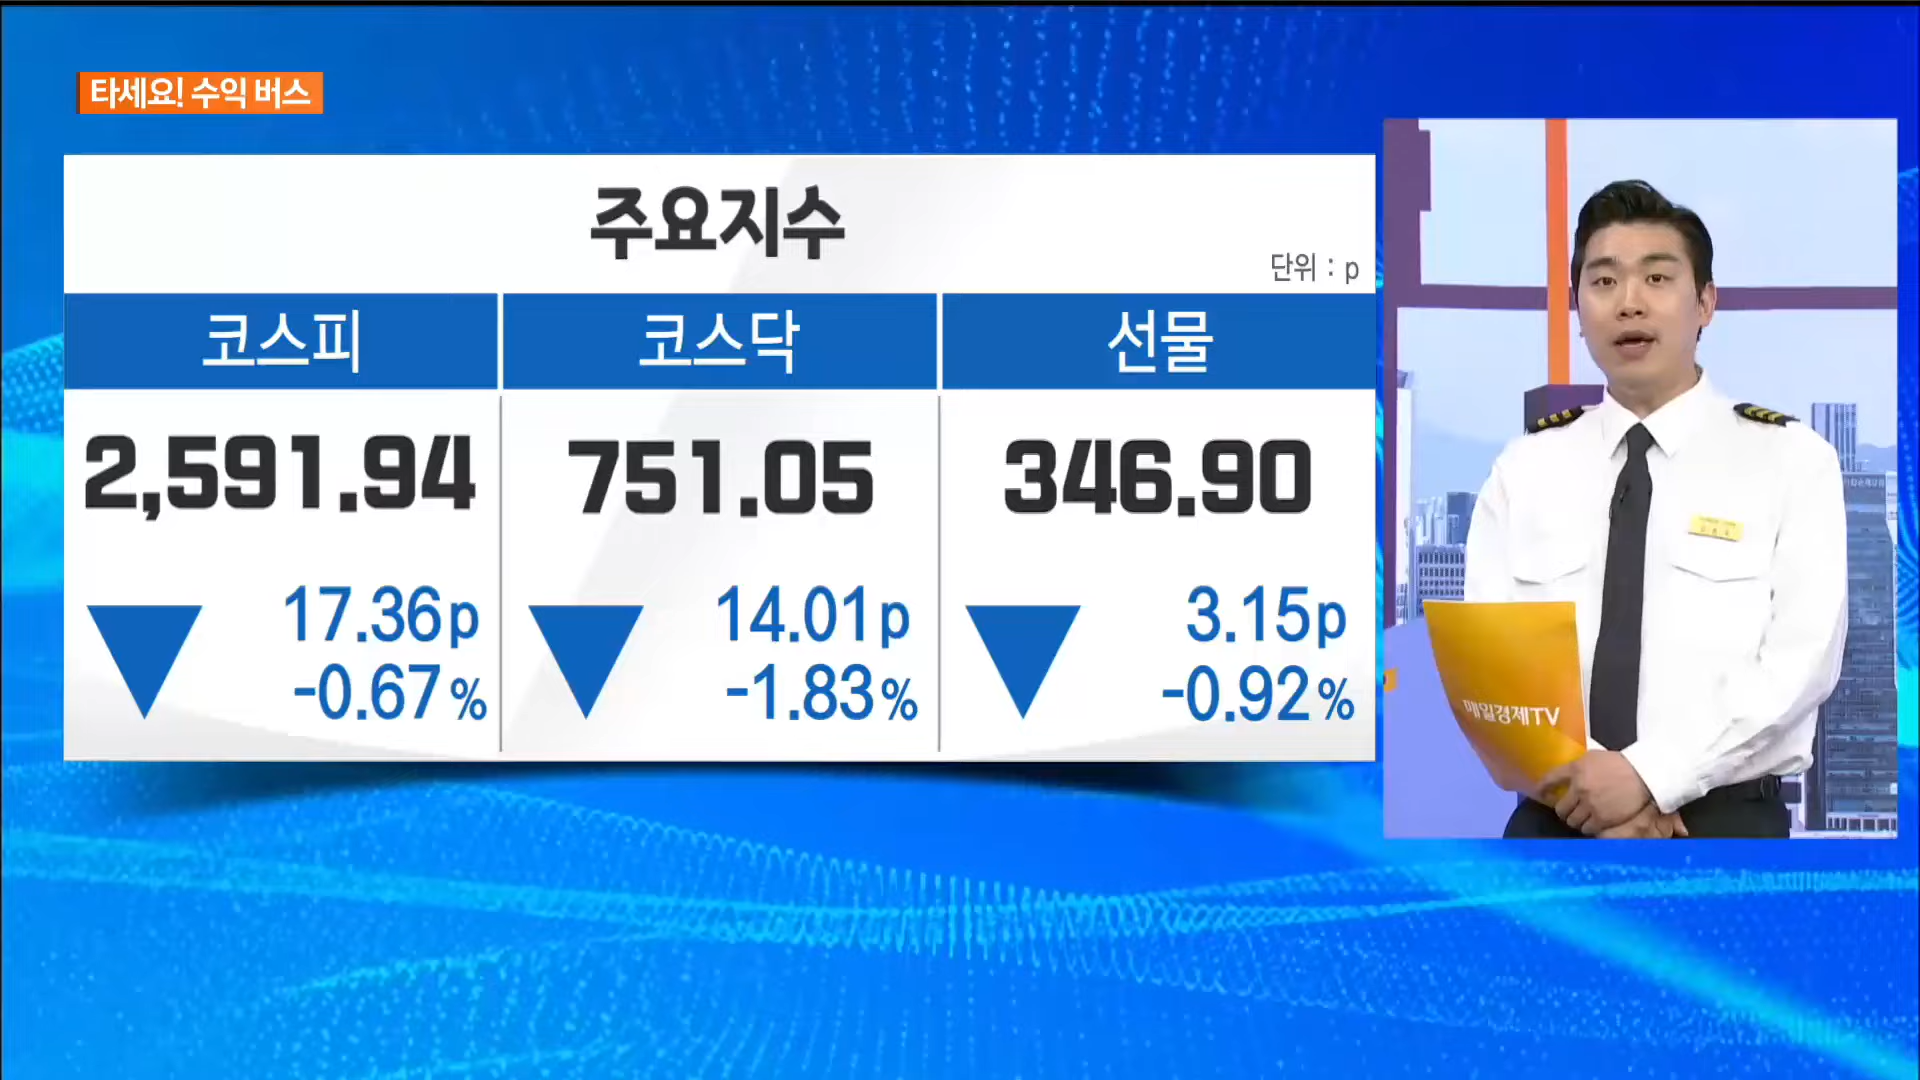 타세요! 수익 버스
주요지수
단위 : p
코스피 코스닥 선물
2,591.94 751.05 346.90
▼ 17.36p ▼ 14.01p ▼ 3.15p
-0.67% -1.83% -0.92%
매일경제TV